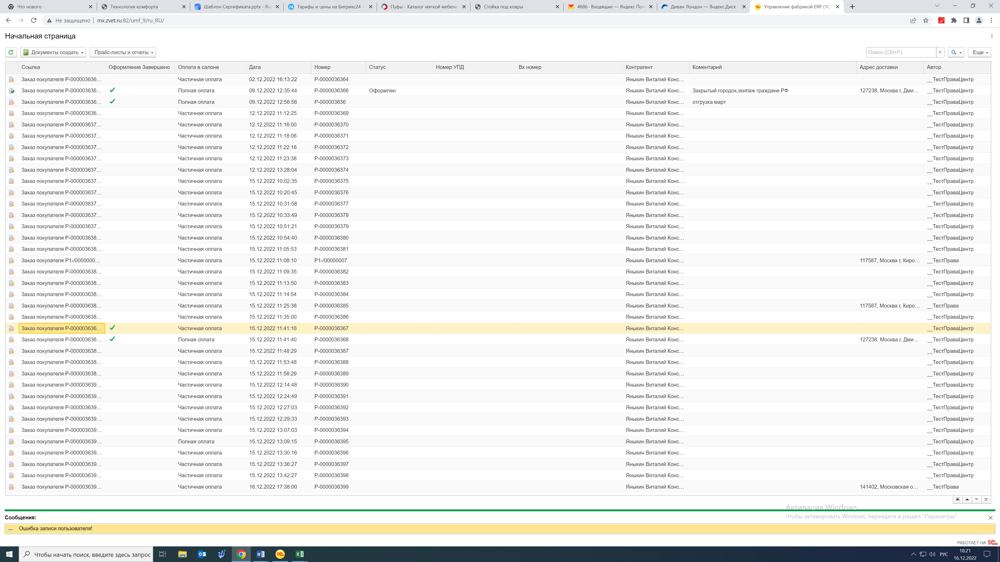 Что нового
Технология комфорта
Шаблон Сертификата.pptx - Янд
Тарифы и цены на Битрикс24 –
Пуфы - Каталог мягкой мебели
Стойка под ковры
4686 · Входящие — Яндекс Поч
Диван Лондон — Яндекс.Диск
Управление фабрикой ERP (1С:П
Не защищено mx.zvet.ru:82/umf_9/ru_RU/
Начальная страница
Документы создать Прайс-листы и отчеты Поиск (Ctrl+F) Еще
Ссылка Оформление Завершено Оплата в салоне Дата Номер Статус Номер УПД Вх номер Контрагент Коментарий Адрес доставки Автор
Заказ покупателя Р-000003636... Частичная оплата 02.12.2022 16:13:22 Р-0000036364 Яныкин Виталий Конс... __ТестПраваЦентр
Заказ покупателя Р-000003636... Полная оплата 09.12.2022 12:35:44 Р-0000036366 Оформлен Яныкин Виталий Конс... Закрытый городок,экипаж граждане РФ 127238, Москва г, Дми... __ТестПраваЦентр
Заказ покупателя Р-000003636... Полная оплата 09.12.2022 12:56:56 Р-000003636 Яныкин Виталий Конс... отгрузка март __ТестПраваЦентр
Заказ покупателя Р-000003636... Частичная оплата 12.12.2022 11:12:25 Р-0000036369 Яныкин Виталий Конс... __ТестПраваЦентр
Заказ покупателя Р-000003637... Частичная оплата 12.12.2022 11:16:00 Р-0000036370 Яныкин Виталий Конс... __ТестПраваЦентр
Заказ покупателя Р-000003637... Частичная оплата 12.12.2022 11:18:06 Р-0000036371 Яныкин Виталий Конс... __ТестПраваЦентр
Заказ покупателя Р-000003637... Частичная оплата 12.12.2022 11:22:16 Р-0000036372 Яныкин Виталий Конс... __ТестПраваЦентр
Заказ покупателя Р-000003637... Частичная оплата 12.12.2022 11:23:38 Р-0000036373 Яныкин Виталий Конс... __ТестПраваЦентр
Заказ покупателя Р-000003637... Частичная оплата 12.12.2022 13:28:04 Р-0000036374 Яныкин Виталий Конс... __ТестПраваЦентр
Заказ покупателя Р-000003637... Частичная оплата 15.12.2022 10:02:35 Р-0000036375 Яныкин Виталий Конс... __ТестПраваЦентр
Заказ покупателя Р-000003637... Частичная оплата 15.12.2022 10:20:45 Р-0000036376 Яныкин Виталий Конс... __ТестПраваЦентр
Заказ покупателя Р-000003637... Частичная оплата 15.12.2022 10:31:58 Р-0000036377 Яныкин Виталий Конс... __ТестПраваЦентр
Заказ покупателя Р-000003637... Частичная оплата 15.12.2022 10:33:49 Р-0000036378 Яныкин Виталий Конс... __ТестПраваЦентр
Заказ покупателя Р-000003637... Частичная оплата 15.12.2022 10:51:21 Р-0000036379 Яныкин Виталий Конс... __ТестПраваЦентр
Заказ покупателя Р-000003638... Частичная оплата 15.12.2022 10:54:40 Р-0000036380 Яныкин Виталий Конс... __ТестПраваЦентр
Заказ покупателя Р-000003638... Частичная оплата 15.12.2022 11:05:53 Р-0000036381 Яныкин Виталий Конс... __ТестПраваЦентр
Заказ покупателя Р1-/0000000... Частичная оплата 15.12.2022 11:08:10 Р1-/00000007 Яныкин Виталий Конс... 117587, Москва г, Киро... __ТестПрава
Заказ покупателя Р-000003638... Частичная оплата 15.12.2022 11:09:35 Р-0000036382 Яныкин Виталий Конс... __ТестПраваЦентр
Заказ покупателя Р-000003638... Частичная оплата 15.12.2022 11:13:50 Р-0000036383 Яныкин Виталий Конс... __ТестПраваЦентр
Заказ покупателя Р-000003638... Частичная оплата 15.12.2022 11:14:54 Р-0000036384 Яныкин Виталий Конс... __ТестПраваЦентр
Заказ покупателя Р-000003638... Частичная оплата 15.12.2022 11:25:38 Р-0000036385 Яныкин Виталий Конс... 117587, Москва г, Киро... __ТестПрава
Заказ покупателя Р-000003638... Частичная оплата 15.12.2022 11:35:00 Р-0000036386 Яныкин Виталий Конс... __ТестПраваЦентр
Заказ покупателя Р-000003636... Частичная оплата 15.12.2022 11:41:16 Р-0000036367 Яныкин Виталий Конс... __ТестПраваЦентр
Заказ покупателя Р-000003636... Полная оплата 15.12.2022 11:41:40 Р-0000036368 Яныкин Виталий Конс... 127238, Москва г, Дми... __ТестПраваЦентр
Заказ покупателя Р-000003638... Частичная оплата 15.12.2022 11:48:29 Р-0000036387 Яныкин Виталий Конс... __ТестПраваЦентр
Заказ покупателя Р-000003638... Частичная оплата 15.12.2022 11:53:48 Р-0000036388 Яныкин Виталий Конс... __ТестПраваЦентр
Заказ покупателя Р-000003638... Частичная оплата 15.12.2022 11:58:29 Р-0000036389 Яныкин Виталий Конс... __ТестПраваЦентр
Заказ покупателя Р-000003639... Частичная оплата 15.12.2022 12:14:48 Р-0000036390 Яныкин Виталий Конс... __ТестПраваЦентр
Заказ покупателя Р-000003639... Частичная оплата 15.12.2022 12:24:49 Р-0000036391 Яныкин Виталий Конс... __ТестПраваЦентр
Заказ покупателя Р-000003639... Частичная оплата 15.12.2022 12:27:03 Р-0000036392 Яныкин Виталий Конс... __ТестПраваЦентр
Заказ покупателя Р-000003639... Частичная оплата 15.12.2022 12:29:33 Р-0000036393 Яныкин Виталий Конс... __ТестПраваЦентр
Заказ покупателя Р-000003639... Частичная оплата 15.12.2022 13:07:03 Р-0000036394 Яныкин Виталий Конс... __ТестПраваЦентр
Заказ покупателя Р-000003639... Полная оплата 15.12.2022 13:09:15 Р-0000036395 Яныкин Виталий Конс... __ТестПраваЦентр
Заказ покупателя Р-000003639... Частичная оплата 15.12.2022 13:30:16 Р-0000036396 Яныкин Виталий Конс... __ТестПраваЦентр
Заказ покупателя Р-000003639... Частичная оплата 15.12.2022 13:36:27 Р-0000036397 Яныкин Виталий Конс... __ТестПраваЦентр
Заказ покупателя Р-000003639... Частичная оплата 15.12.2022 13:42:27 Р-0000036398 Яныкин Виталий Конс... __ТестПраваЦентр
Заказ покупателя Р-000003639... Частичная оплата 16.12.2022 17:38:00 Р-0000036399 Яныкин Виталий Конс... 141402, Московская о... __ТестПрава
Активация Windows
Чтобы активировать Windows, перейдите в раздел "Параметры".
Сообщения:
Ошибка записи пользователя!
РАБОТАЕТ НА 1С
Чтобы начать поиск, введите здесь запрос
РУС
18:21
16.12.2022